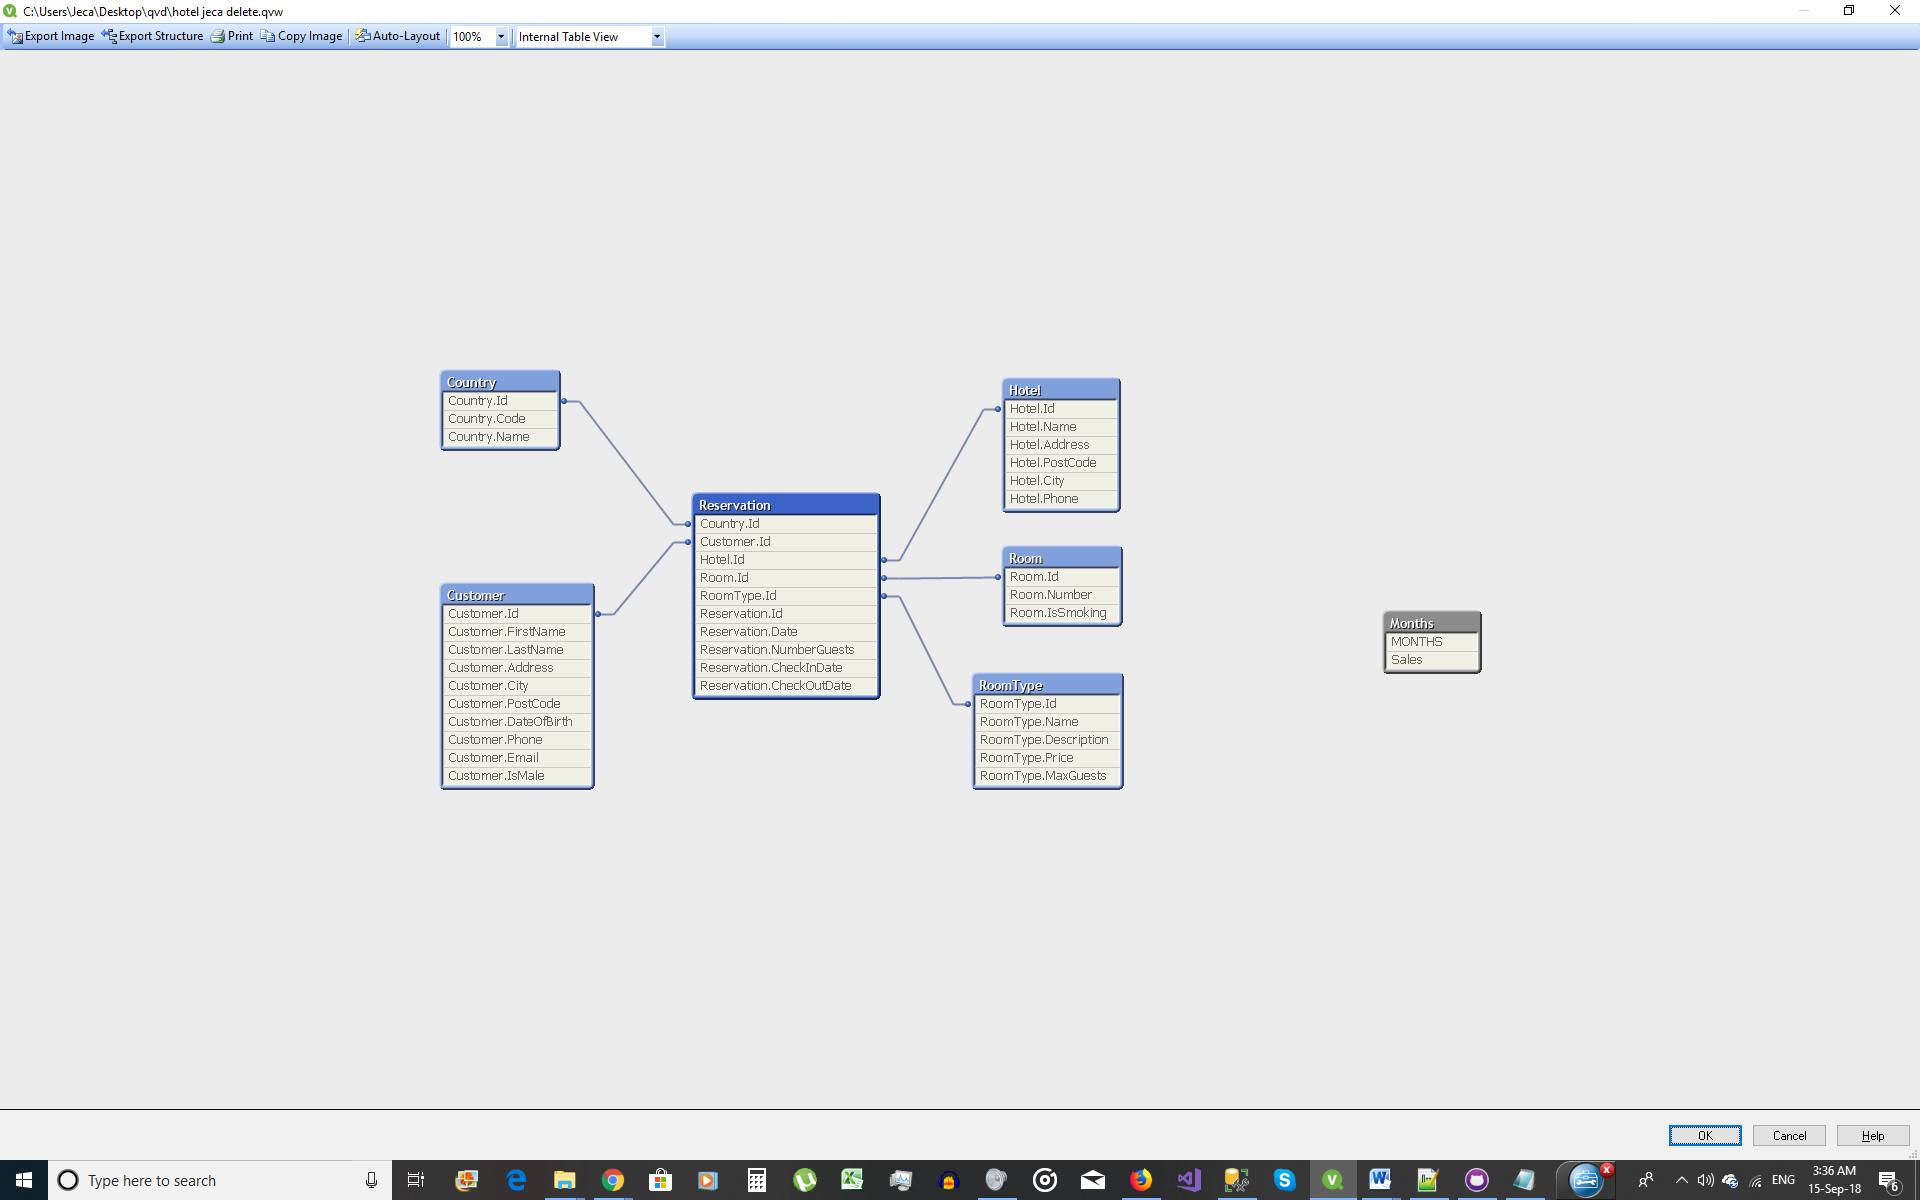 C:\Users\Jeca\Desktop\qvd\hotel jeca delete.qvw
Export Image Export Structure Print Copy Image Auto-Layout 100% Internal Table View
Country
Country.Id
Country.Code
Country.Name
Customer
Customer.Id
Customer.FirstName
Customer.LastName
Customer.Address
Customer.City
Customer.PostCode
Customer.DateOfBirth
Customer.Phone
Customer.Email
Customer.IsMale
Reservation
Country.Id
Customer.Id
Hotel.Id
Room.Id
RoomType.Id
Reservation.Id
Reservation.Date
Reservation.NumberGuests
Reservation.CheckInDate
Reservation.CheckOutDate
Hotel
Hotel.Id
Hotel.Name
Hotel.Address
Hotel.PostCode
Hotel.City
Hotel.Phone
Room
Room.Id
Room.Number
Room.IsSmoking
RoomType
RoomType.Id
RoomType.Name
RoomType.Description
RoomType.Price
RoomType.MaxGuests
Months
MONTHS
Sales
OK Cancel Help
Type here to search
ENG
3:36 AM
15-Sep-18
6